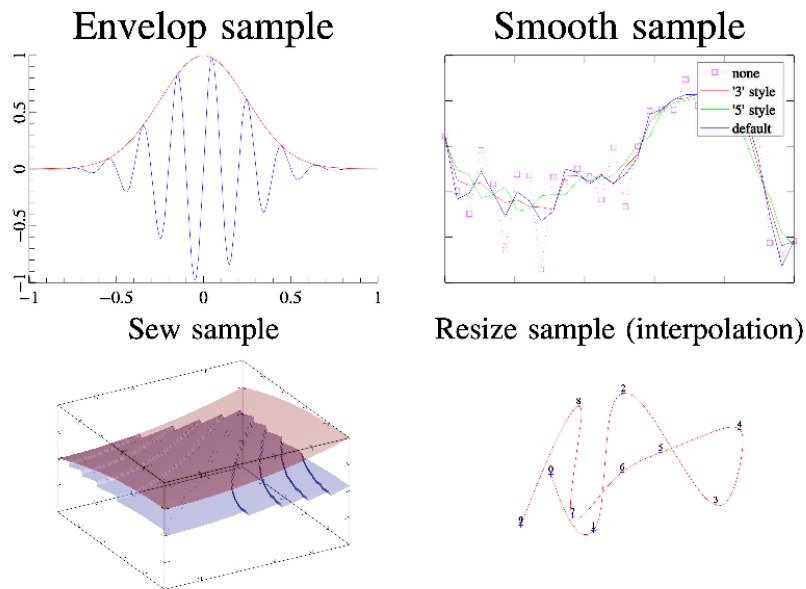 Envelop sample
Smooth sample
1
0.5
0
−0.5
−1
−1 −0.5 0 0.5 1
none
'3' style
'5' style
default
Sew sample
Resize sample (interpolation)
2
8
4
5
0
6
7
3
9
1